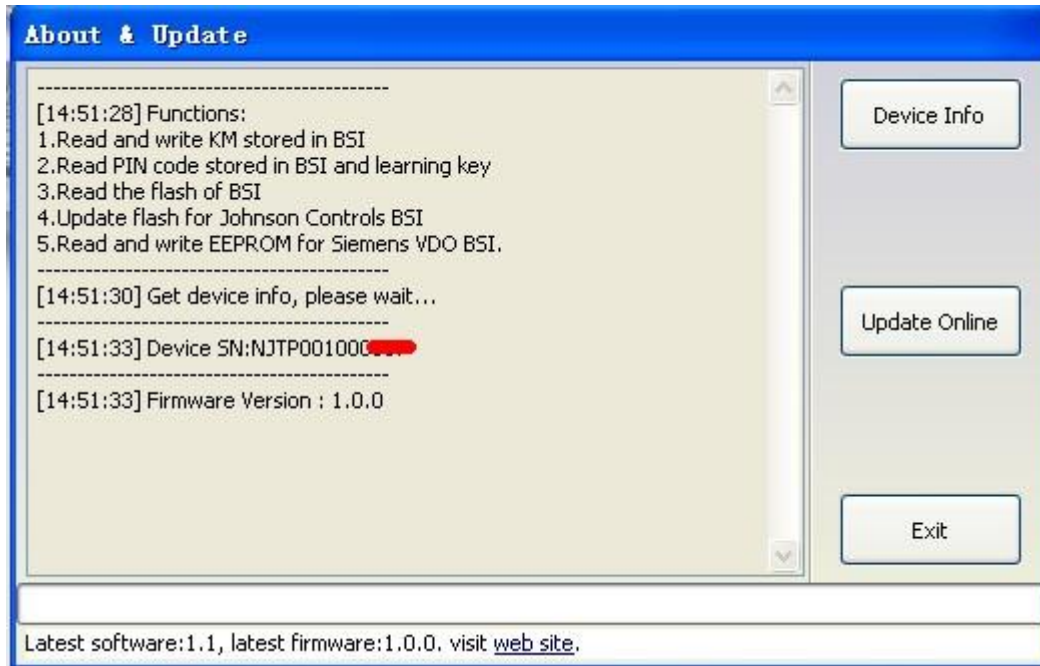 About & Update
--------------------------------------------
[14:51:28] Functions:
1.Read and write KM stored in BSI
2.Read PIN code stored in BSI and learning key
3.Read the flash of BSI
4.Update flash for Johnson Controls BSI
5.Read and write EEPROM for Siemens VDO BSI.
--------------------------------------------
[14:51:30] Get device info, please wait...
--------------------------------------------
[14:51:33] Device SN:
--------------------------------------------
[14:51:33] Firmware Version : 1.0.0
Device Info
Update Online
Exit
Latest software:1.1, latest firmware:1.0.0. visit web site.